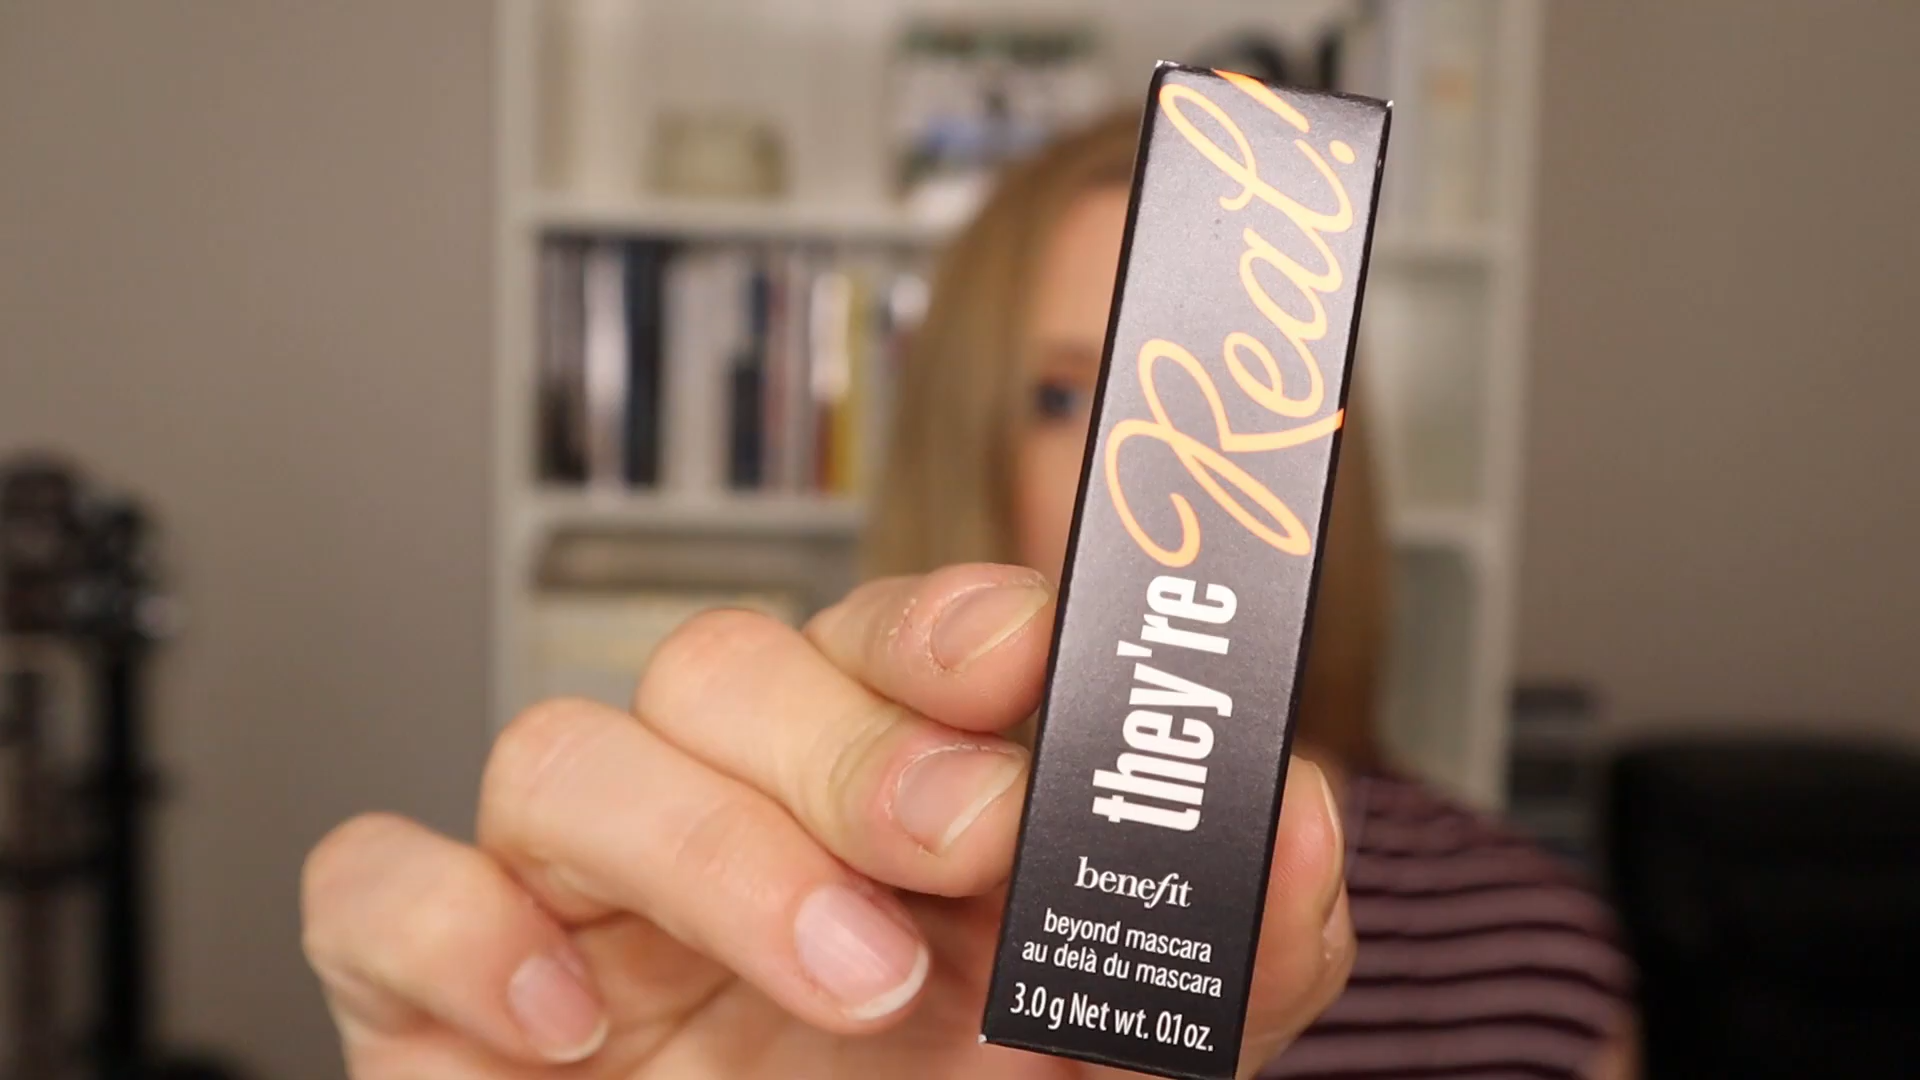 they're Real!
benefit
beyond mascara
au delà du mascara
3.0 g Net wt. 0.1 oz.